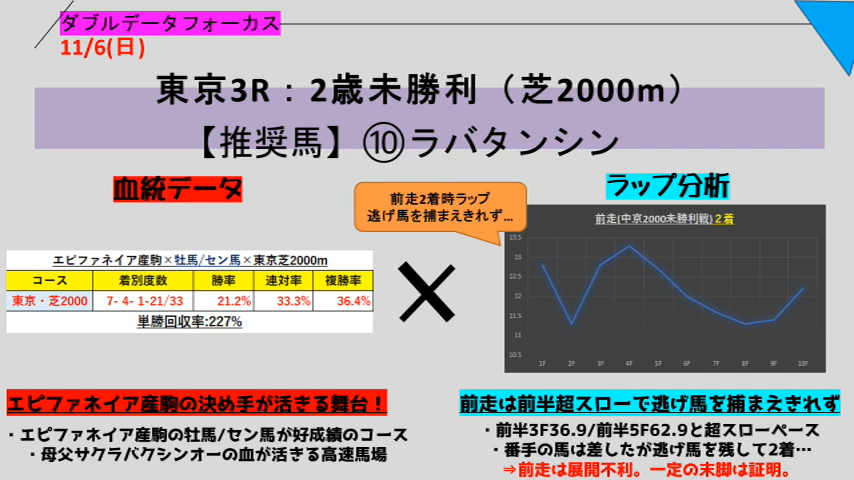 ダブルデータフォーカス
11/6(日)
東京3R：2歳未勝利（芝2000m）
【推奨馬】⑩ラバタンシン
血統データ
ラップ分析
前走2着時ラップ
逃げ馬を捕まえきれず…
前走(中京2000未勝利戦)２着
13.5
13
12.5
12
11.5
11
10.5
1F 2F 3F 4F 5F 6F 7F 8F 9F 10F
エピファネイア産駒×牡馬/セン馬×東京芝2000m
コース 着別度数 勝率 連対率 複勝率
東京・芝2000 7- 4- 1-21/33 21.2% 33.3% 36.4%
単勝回収率:227%
×
エピファネイア産駒の決め手が活きる舞台！
・エピファネイア産駒の牡馬/セン馬が好成績のコース
・母父サクラバクシンオーの血が活きる高速馬場
前走は前半超スローで逃げ馬を捕まえきれず
・前半3F36.9/前半5F62.9と超スローペース
・番手の馬は差したが逃げ馬を残して2着…
⇒前走は展開不利。一定の末脚は証明。